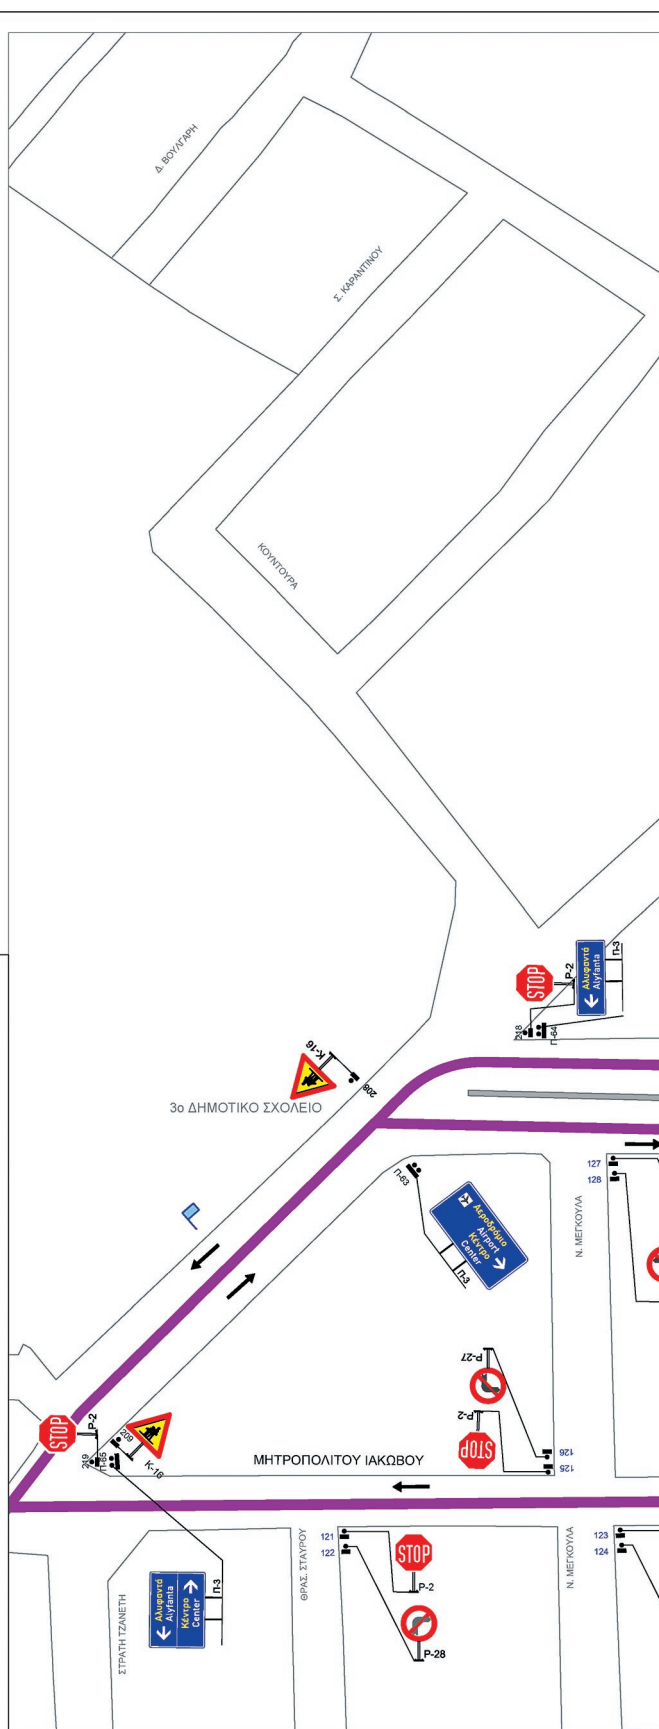 Δ. ΒΟΥΛΓΑΡΗ
Σ. ΚΑΡΑΝΤΙΝΟΥ
ΚΟΥΝΤΟΥΡΑ
STOP
P-2
Αλυφαντά
Alyfanta
Π-3
218
Π-64
K-16
208
3ο ΔΗΜΟΤΙΚΟ ΣΧΟΛΕΙΟ
Π-63
Αεροδρόμιο
Airport
Κέντρο
Center
Π-3
127
128
Ν. ΜΕΓΚΟΥΛΑ
P-27
P-2
STOP
126
125
STOP
P-2
219
Π-65
209
K-16
ΜΗΤΡΟΠΟΛΙΤΟΥ ΙΑΚΩΒΟΥ
ΣΤΡΑΤΗ ΤΖΑΝΕΤΗ
Αλυφαντά
Alyfanta
Κέντρο
Center
Π-3
ΘΡΑΣ. ΣΤΑΥΡΟΥ
121
122
STOP
P-2
P-28
Ν. ΜΕΓΚΟΥΛΑ
123
124